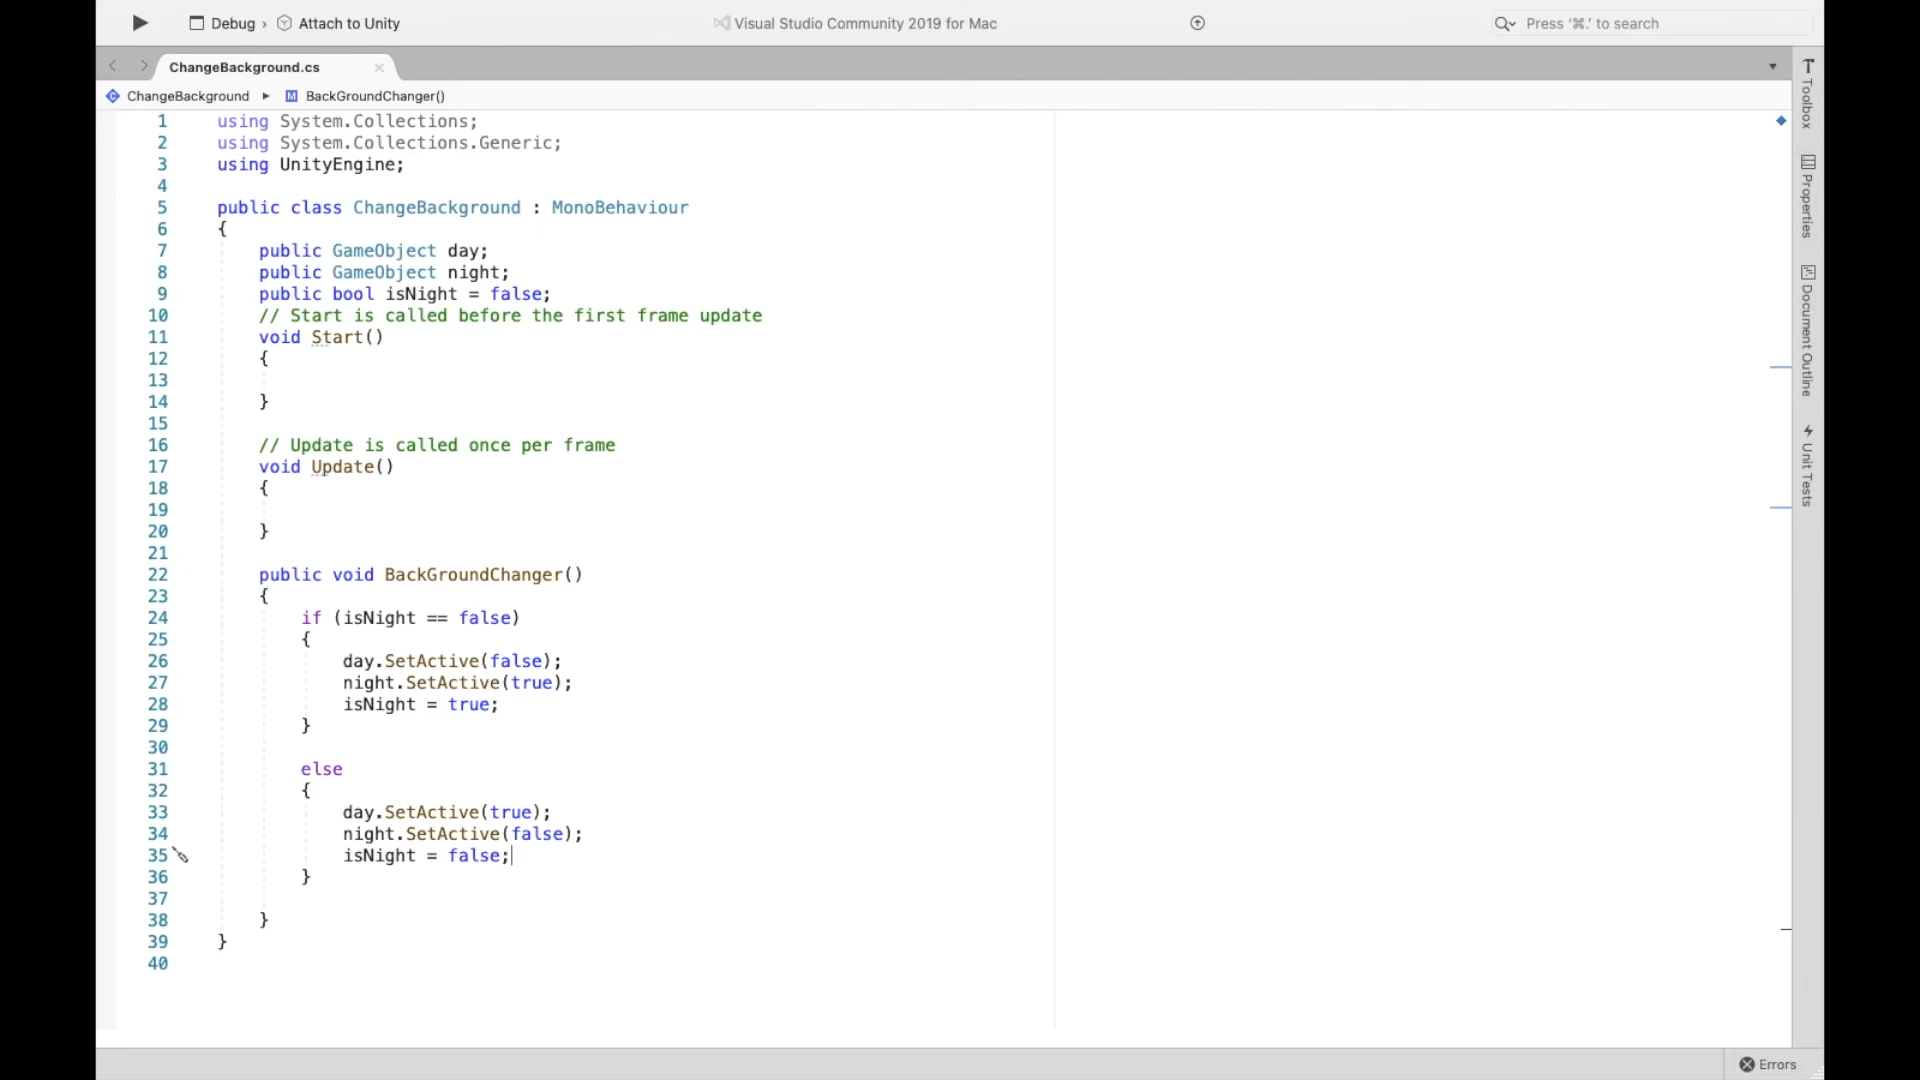 Debug › Attach to Unity
Visual Studio Community 2019 for Mac
Press '⌘.' to search
ChangeBackground.cs
ChangeBackground ▸ BackGroundChanger()
1 using System.Collections;
2 using System.Collections.Generic;
3 using UnityEngine;
4
5 public class ChangeBackground : MonoBehaviour
6 {
7 public GameObject day;
8 public GameObject night;
9 public bool isNight = false;
10 // Start is called before the first frame update
11 void Start()
12 {
13
14 }
15
16 // Update is called once per frame
17 void Update()
18 {
19
20 }
21
22 public void BackGroundChanger()
23 {
24 if (isNight == false)
25 {
26 day.SetActive(false);
27 night.SetActive(true);
28 isNight = true;
29 }
30
31 else
32 {
33 day.SetActive(true);
34 night.SetActive(false);
35 isNight = false;
36 }
37
38 }
39 }
40
Toolbox
Properties
Document Outline
Unit Tests
Errors